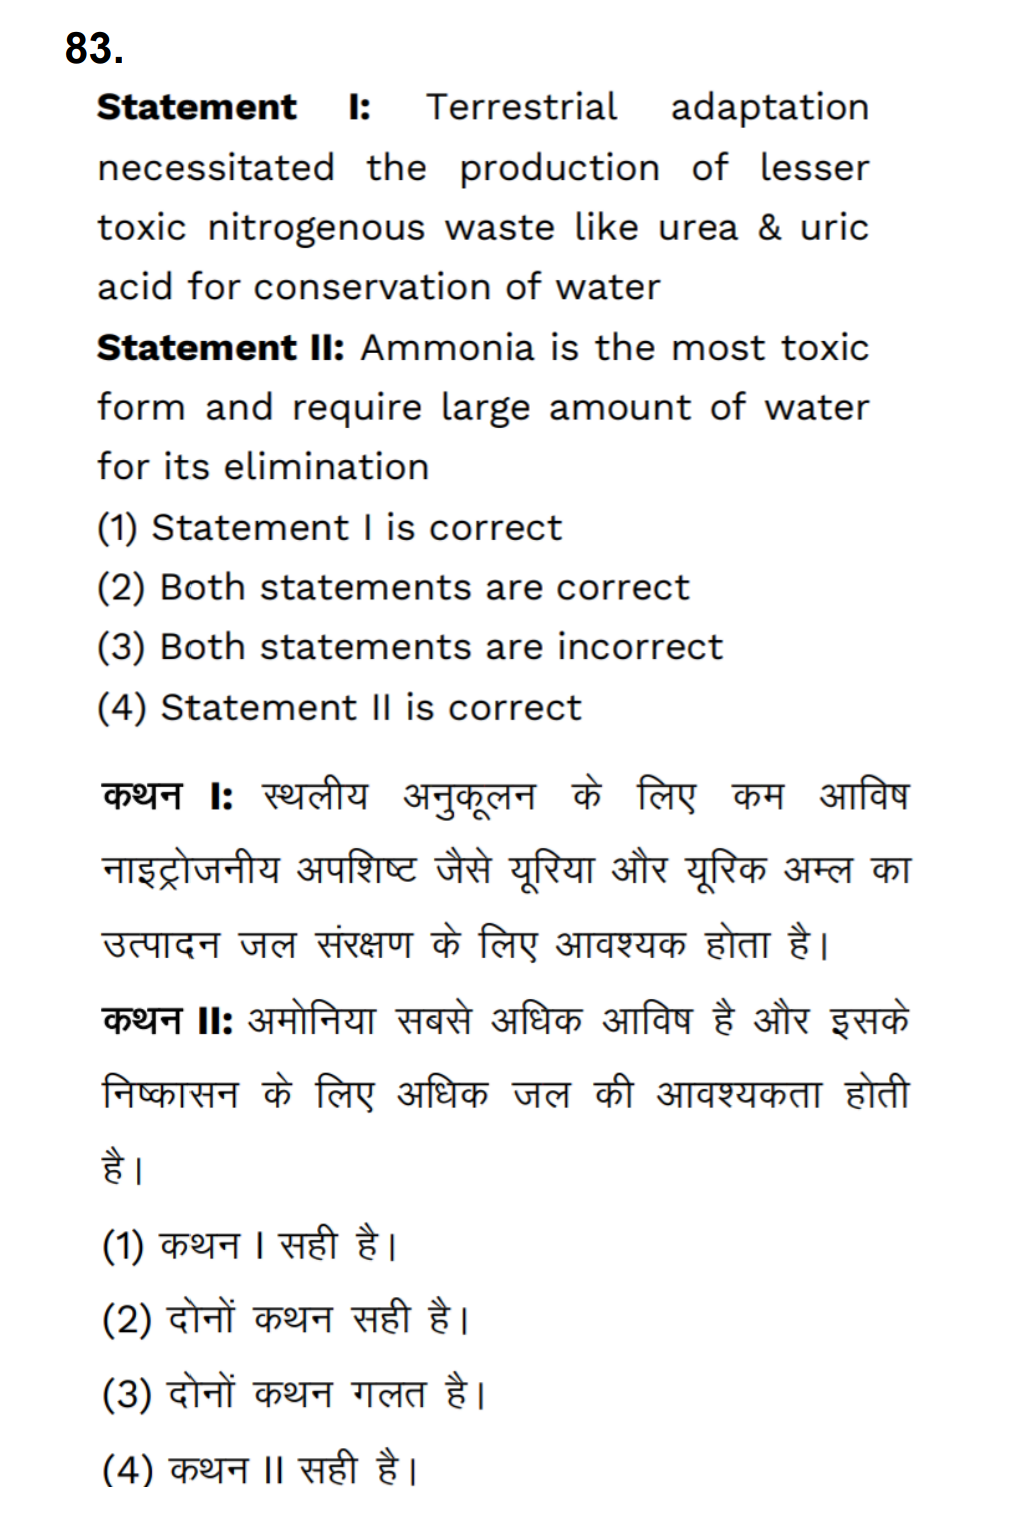 83.
Statement I: Terrestrial adaptation
necessitated the production of lesser
toxic nitrogenous waste like urea & uric
acid for conservation of water
Statement II: Ammonia is the most toxic
form and require large amount of water
for its elimination
(1) Statement I is correct
(2) Both statements are correct
(3) Both statements are incorrect
(4) Statement II is correct
कथन I: स्थलीय अनुकूलन के लिए कम आविष
नाइट्रोजनीय अपशिष्ट जैसे यूरिया और यूरिक अम्ल का
उत्पादन जल संरक्षण के लिए आवश्यक होता है।
कथन II: अमोनिया सबसे अधिक आविष है और इसके
निष्कासन के लिए अधिक जल की आवश्यकता होती
है।
(1) कथन I सही है।
(2) दोनों कथन सही है।
(3) दोनों कथन गलत है।
(4) कथन II सही है।